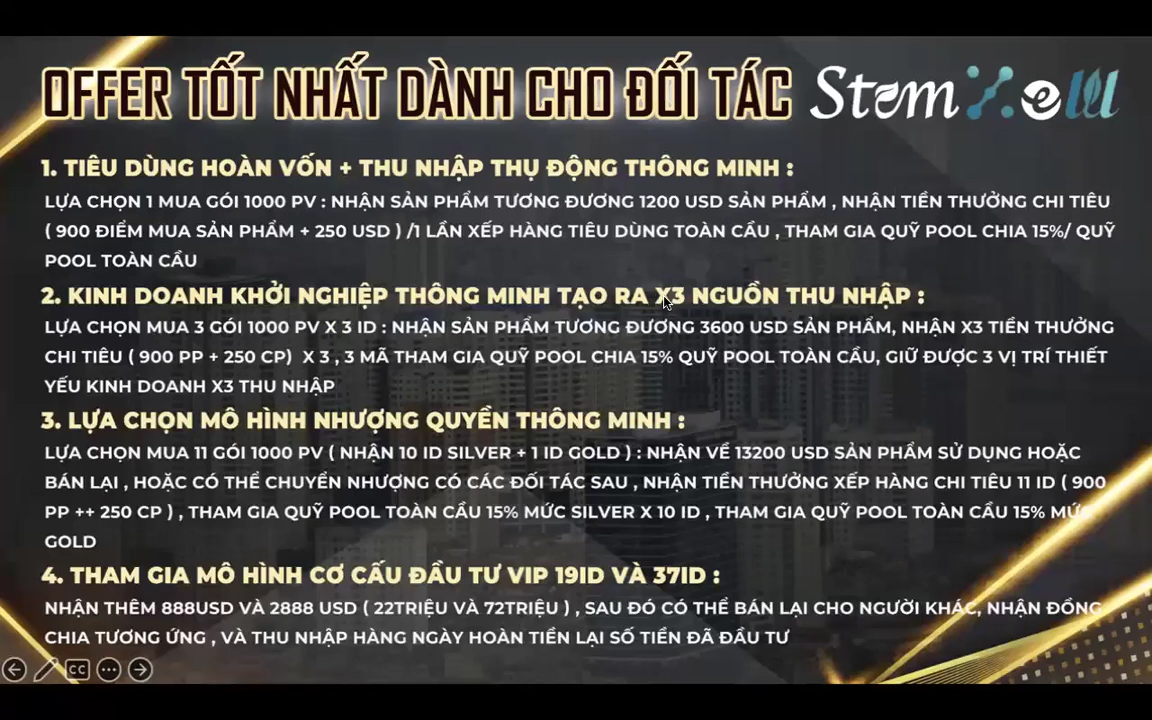 OFFER TỐT NHẤT DÀNH CHO ĐỐI TÁC StemXell
1. TIÊU DÙNG HOÀN VỐN + THU NHẬP THỤ ĐỘNG THÔNG MINH :
LỰA CHỌN 1 MUA GÓI 1000 PV : NHẬN SẢN PHẨM TƯƠNG ĐƯƠNG 1200 USD SẢN PHẨM , NHẬN TIỀN THƯỞNG CHI TIÊU
( 900 ĐIỂM MUA SẢN PHẨM + 250 USD ) /1 LẦN XẾP HÀNG TIÊU DÙNG TOÀN CẦU , THAM GIA QUỸ POOL CHIA 15%/ QUỸ
POOL TOÀN CẦU
2. KINH DOANH KHỞI NGHIỆP THÔNG MINH TẠO RA X3 NGUỒN THU NHẬP :
LỰA CHỌN MUA 3 GÓI 1000 PV X 3 ID : NHẬN SẢN PHẨM TƯƠNG ĐƯƠNG 3600 USD SẢN PHẨM, NHẬN X3 TIỀN THƯỞNG
CHI TIÊU ( 900 PP + 250 CP) X 3 , 3 MÃ THAM GIA QUỸ POOL CHIA 15% QUỸ POOL TOÀN CẦU, GIỮ ĐƯỢC 3 VỊ TRÍ THIẾT
YẾU KINH DOANH X3 THU NHẬP
3. LỰA CHỌN MÔ HÌNH NHƯỢNG QUYỀN THÔNG MINH :
LỰA CHỌN MUA 11 GÓI 1000 PV ( NHẬN 10 ID SILVER + 1 ID GOLD ) : NHẬN VỀ 13200 USD SẢN PHẨM SỬ DỤNG HOẶC
BÁN LẠI , HOẶC CÓ THỂ CHUYỂN NHƯỢNG CÓ CÁC ĐỐI TÁC SAU , NHẬN TIỀN THƯỞNG XẾP HÀNG CHI TIÊU 11 ID ( 900
PP ++ 250 CP ) , THAM GIA QUỸ POOL TOÀN CẦU 15% MỨC SILVER X 10 ID , THAM GIA QUỸ POOL TOÀN CẦU 15% MỨC
GOLD
4. THAM GIA MÔ HÌNH CƠ CẤU ĐẦU TƯ VIP 19ID VÀ 37ID :
NHẬN THÊM 888USD VÀ 2888 USD ( 22TRIỆU VÀ 72TRIỆU ) , SAU ĐÓ CÓ THỂ BÁN LẠI CHO NGƯỜI KHÁC, NHẬN ĐỒNG
CHIA TƯƠNG ỨNG , VÀ THU NHẬP HÀNG NGÀY HOÀN TIỀN LẠI SỐ TIỀN ĐÃ ĐẦU TƯ
CC